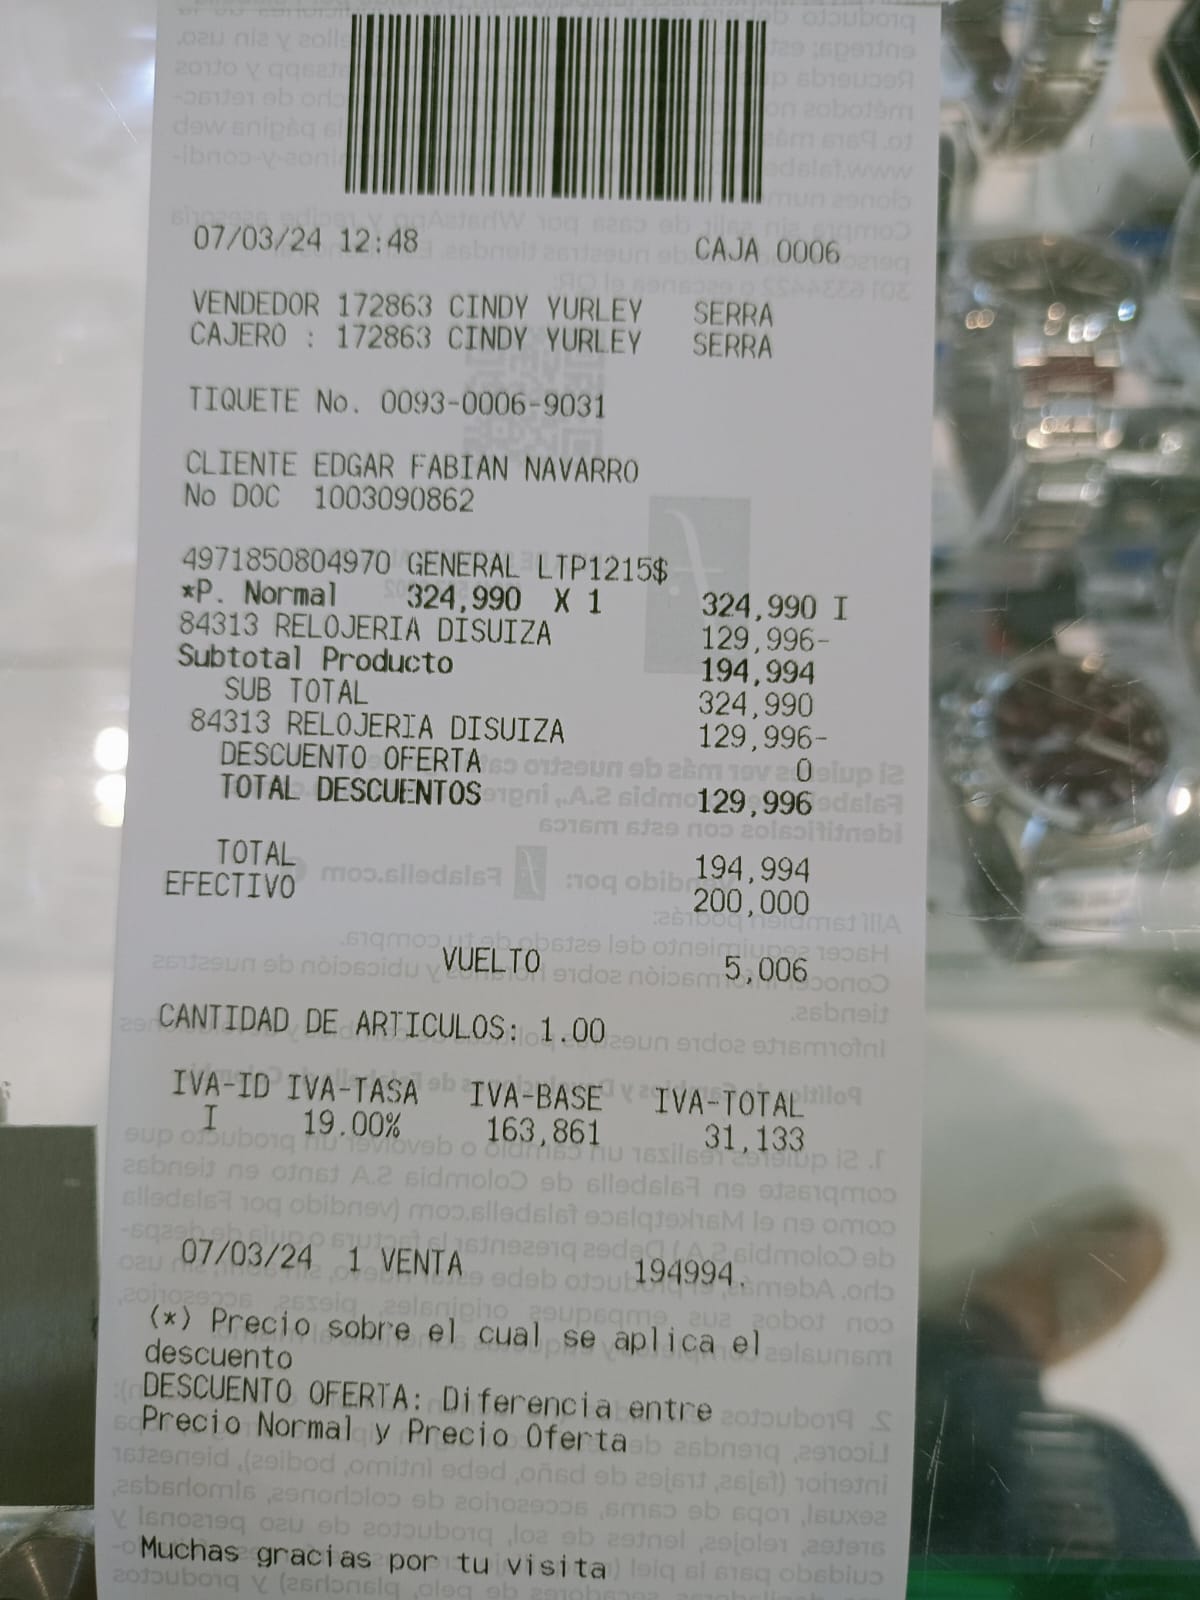 07/03/24 12:48 CAJA 0006
VENDEDOR 172863 CINDY YURLEY SERRA
CAJERO : 172863 CINDY YURLEY SERRA
TIQUETE No. 0093-0006-9031
CLIENTE EDGAR FABIAN NAVARRO
No DOC 1003090862
4971850804970 GENERAL LTP1215$
*P. Normal 324,990 X 1 324,990 I
84313 RELOJERIA DISUIZA 129,996-
Subtotal Producto 194,994
SUB TOTAL 324,990
84313 RELOJERIA DISUIZA 129,996-
DESCUENTO OFERTA 0
TOTAL DESCUENTOS 129,996
TOTAL 194,994
EFECTIVO 200,000
VUELTO 5,006
CANTIDAD DE ARTICULOS: 1.00
IVA-ID IVA-TASA IVA-BASE IVA-TOTAL
I 19.00% 163,861 31,133
07/03/24 1 VENTA 194994.
(*) Precio sobre el cual se aplica el
descuento
DESCUENTO OFERTA: Diferencia entre
Precio Normal y Precio Oferta
Muchas gracias por tu visita